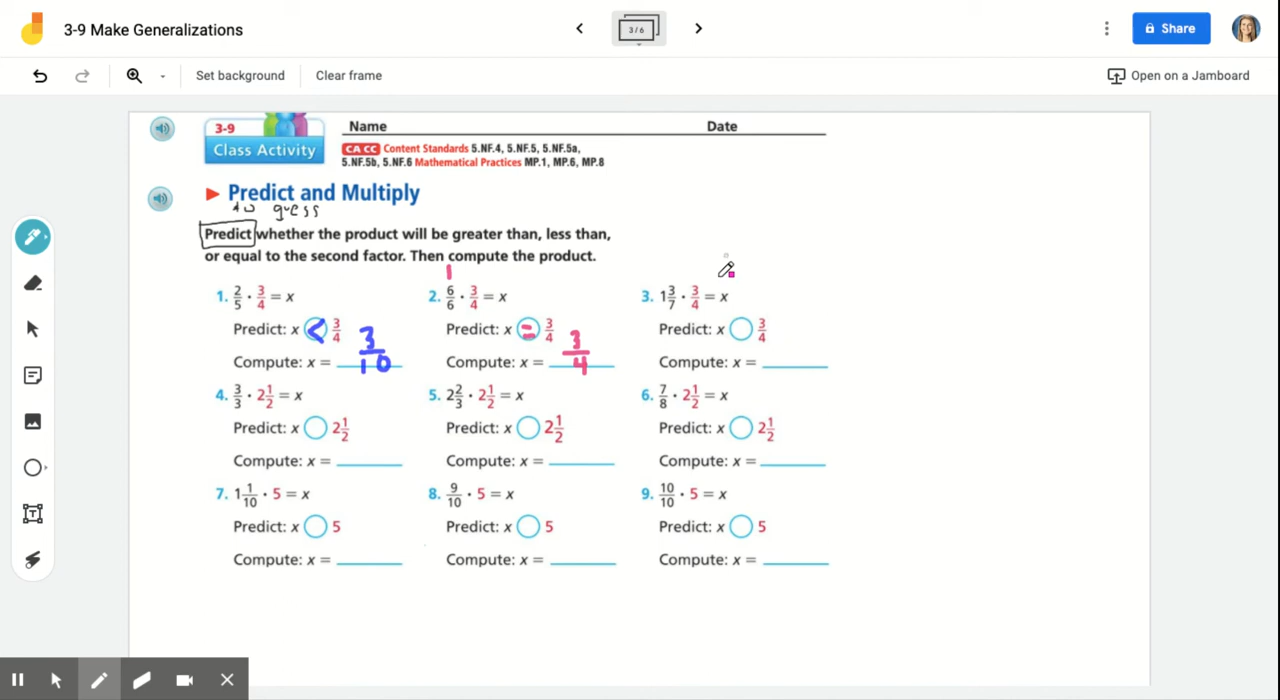 3-9 Make Generalizations
3/6
Share
Set background
Clear frame
Open on a Jamboard
3-9
Class Activity
Name
Date
CA CC Content Standards 5.NF.4, 5.NF.5, 5.NF.5a,
5.NF.5b, 5.NF.6 Mathematical Practices MP.1, MP.6, MP.8
► Predict and Multiply
to guess
Predict whether the product will be greater than, less than,
or equal to the second factor. Then compute the product.
1
1. 2/5 · 3/4 = x
Predict: x < 3/4
Compute: x = 3/10
2. 6/6 · 3/4 = x
Predict: x = 3/4
Compute: x = 3/4
3. 1 3/7 · 3/4 = x
Predict: x ◯ 3/4
Compute: x =
4. 3/3 · 2 1/2 = x
Predict: x ◯ 2 1/2
Compute: x =
5. 2 2/3 · 2 1/2 = x
Predict: x ◯ 2 1/2
Compute: x =
6. 7/8 · 2 1/2 = x
Predict: x ◯ 2 1/2
Compute: x =
7. 1 1/10 · 5 = x
Predict: x ◯ 5
Compute: x =
8. 9/10 · 5 = x
Predict: x ◯ 5
Compute: x =
9. 10/10 · 5 = x
Predict: x ◯ 5
Compute: x =